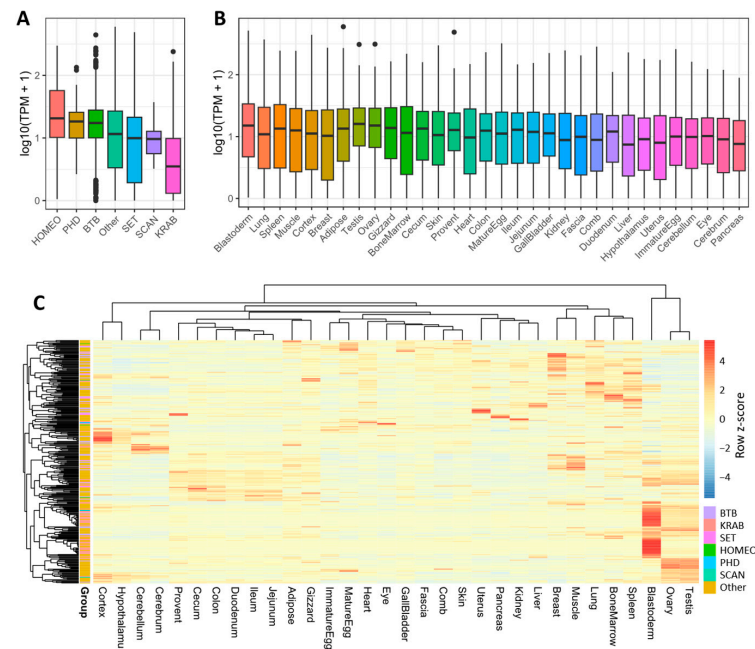 A
log10(TPM + 1)
2
1
0
HOMEO
PHD
BTB
Other
SET
SCAN
KRAB
B
log10(TPM + 1)
2
1
0
Blastoderm
Lung
Spleen
Muscle
Cortex
Breast
Adipose
Testis
Ovary
Gizzard
BoneMarrow
Cecum
Skin
Provent
Heart
Colon
MatureEgg
Ileum
Jejunum
GallBladder
Kidney
Fascia
Comb
Duodenum
Liver
Hypothalamus
Uterus
ImmatureEgg
Cerebellum
Eye
Cerebrum
Pancreas
C
4
2
0
−2
−4
Row z-score
BTB
KRAB
SET
HOMEO
PHD
SCAN
Other
Group
Cortex
Hypothalamu
Cerebellum
Cerebrum
Provent
Cecum
Colon
Duodenum
Ileum
Jejunum
Adipose
Gizzard
ImmatureEgg
MatureEgg
Heart
Eye
GallBladder
Fascia
Comb
Skin
Uterus
Pancreas
Kidney
Liver
Breast
Muscle
Lung
BoneMarrow
Spleen
Blastoderm
Ovary
Testis